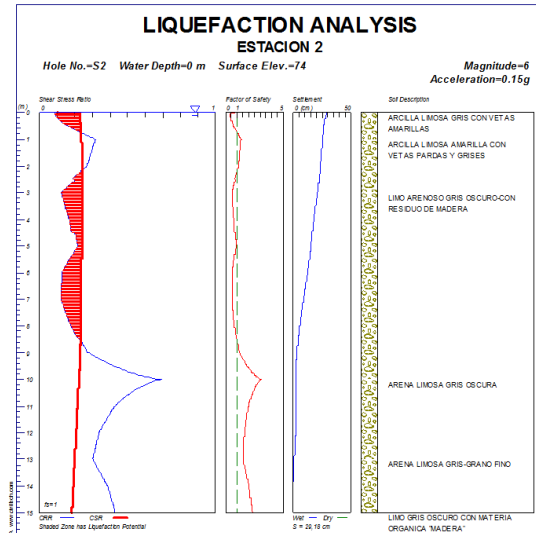 LIQUEFACTION ANALYSIS
ESTACION 2
Hole No.=S2 Water Depth=0 m Surface Elev.=74 Magnitude=6
Acceleration=0.15g
Shear Stress Ratio Factor of Safety Settlement Soil Description
(m) 0 1 0 1 5 0 (cm) 50
0
ARCILLA LIMOSA GRIS CON VETAS
AMARILLAS
1
ARCILLA LIMOSA AMARILLA CON
VETAS PARDAS Y GRISES
2
3
LIMO ARENOSO GRIS OSCURO-CON
RESIDUO DE MADERA
4
5
6
7
8
9
10
ARENA LIMOSA GRIS OSCURA
11
12
13
ARENA LIMOSA GRIS-GRANO FINO
14
fs=1
15
CRR CSR Wet Dry
Shaded Zone has Liquefaction Potential S = 29,18 cm
LIMO GRIS OSCURO CON MATERIA
ORGANICA "MADERA"